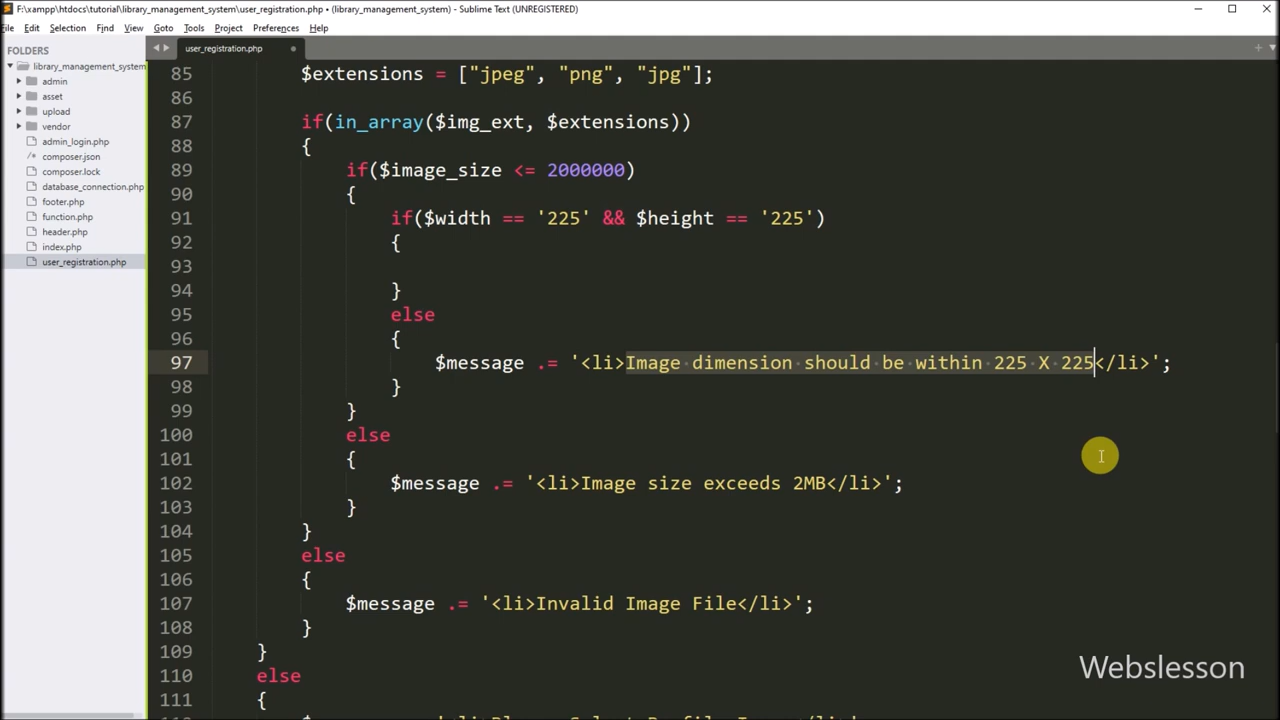 F:\xampp\htdocs\tutorial\library_management_system\user_registration.php • (library_management_system) - Sublime Text (UNREGISTERED)
File Edit Selection Find View Goto Tools Project Preferences Help
FOLDERS
library_management_system
admin
asset
upload
vendor
admin_login.php
composer.json
composer.lock
database_connection.php
footer.php
function.php
header.php
index.php
user_registration.php
user_registration.php
85 $extensions = ["jpeg", "png", "jpg"];
86
87 if(in_array($img_ext, $extensions))
88 {
89 if($image_size <= 2000000)
90 {
91 if($width == '225' && $height == '225')
92 {
93
94 }
95 else
96 {
97 $message .= '<li>Image dimension should be within 225 X 225</li>';
98 }
99 }
100 else
101 {
102 $message .= '<li>Image size exceeds 2MB</li>';
103 }
104 }
105 else
106 {
107 $message .= '<li>Invalid Image File</li>';
108 }
109 }
110 else
111 {
Webslesson